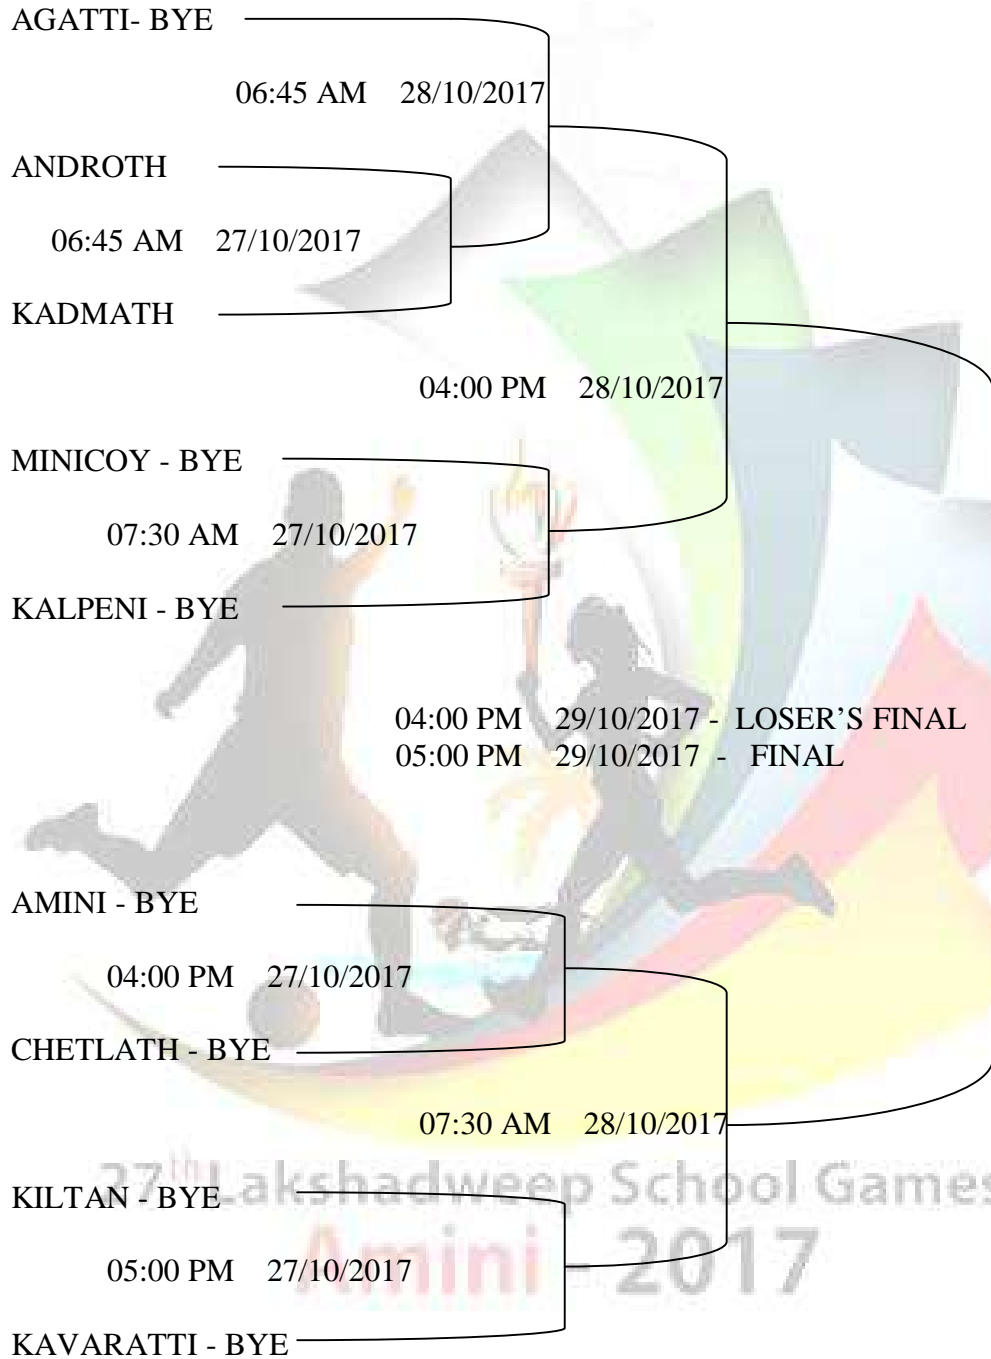 AGATTI- BYE
06:45 AM 28/10/2017
ANDROTH
06:45 AM 27/10/2017
KADMATH
04:00 PM 28/10/2017
MINICOY - BYE
07:30 AM 27/10/2017
KALPENI - BYE
04:00 PM 29/10/2017 - LOSER’S FINAL
05:00 PM 29/10/2017 - FINAL
AMINI - BYE
04:00 PM 27/10/2017
CHETLATH - BYE
07:30 AM 28/10/2017
27th Lakshadweep School Games
KILTAN - BYE
Amini - 2017
05:00 PM 27/10/2017
KAVARATTI - BYE